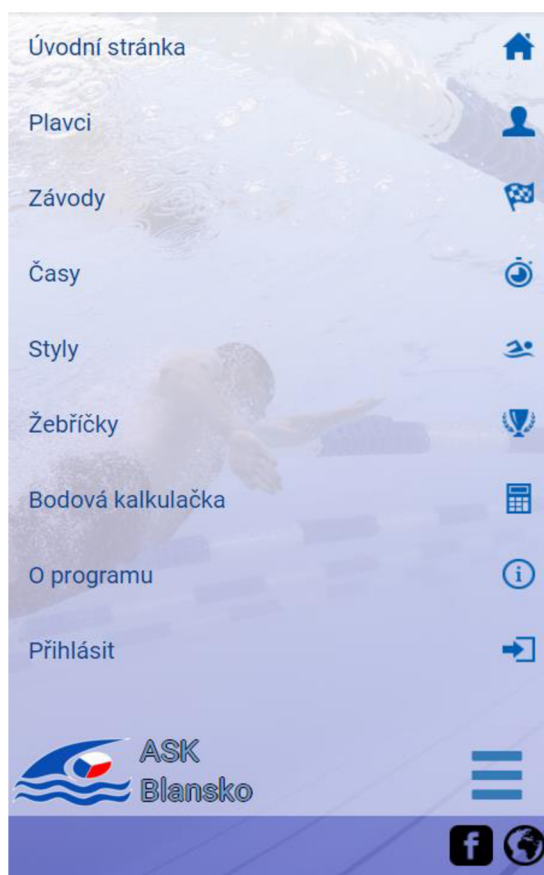 Úvodní stránka
Plavci
Závody
Časy
Styly
Žebříčky
Bodová kalkulačka
O programu
Přihlásit
ASK
Blansko